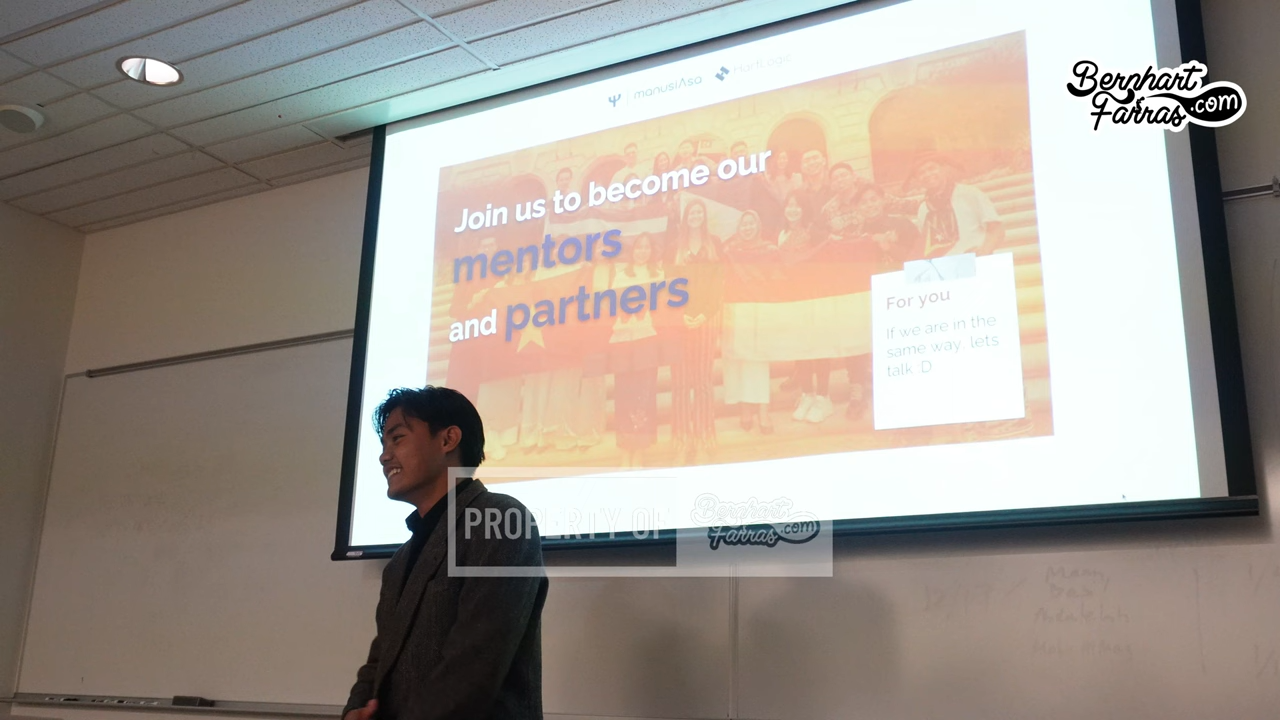 Bernhart
& Farras .com
manusiAsa
Join us to become our
mentors
and partners
For you
If we are in the
same way, lets
talk :D
PROPERTY OF
Bernhart
& Farras .com